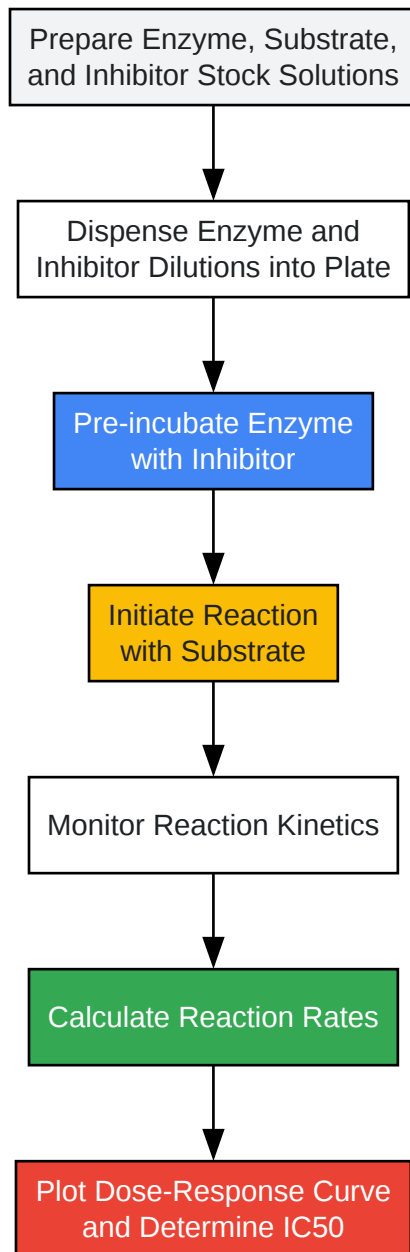 Prepare Enzyme, Substrate,
and Inhibitor Stock Solutions
Dispense Enzyme and
Inhibitor Dilutions into Plate
Pre-incubate Enzyme
with Inhibitor
Initiate Reaction
with Substrate
Monitor Reaction Kinetics
Calculate Reaction Rates
Plot Dose-Response Curve
and Determine IC50